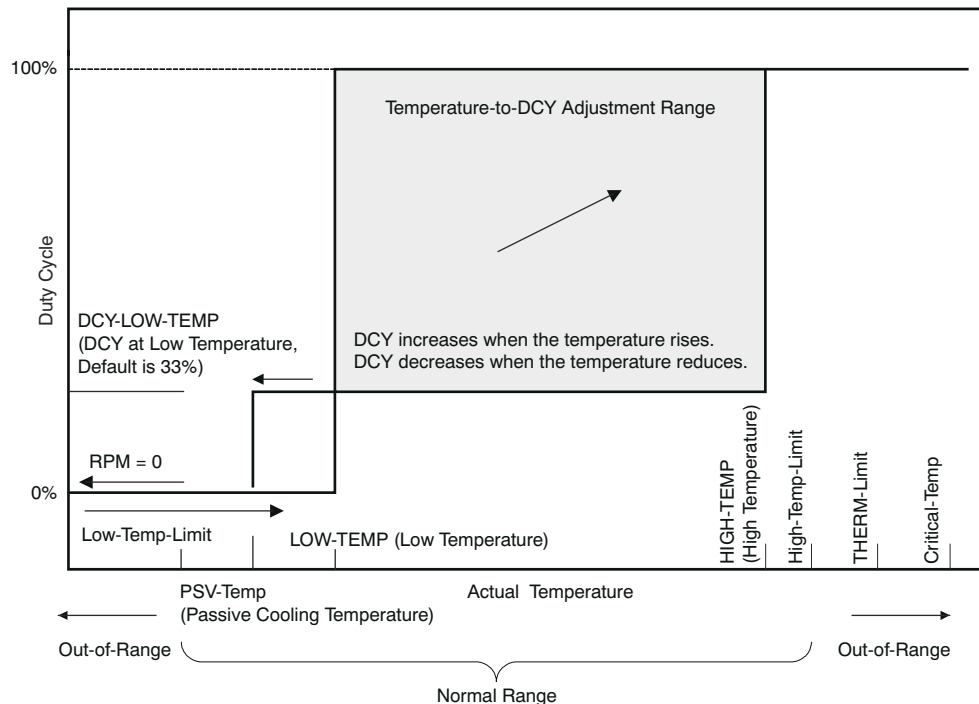 100%
Temperature-to-DCY Adjustment Range
Duty Cycle
DCY-LOW-TEMP
(DCY at Low Temperature,
Default is 33%)
DCY increases when the temperature rises.
DCY decreases when the temperature reduces.
RPM = 0
0%
Low-Temp-Limit
LOW-TEMP (Low Temperature)
HIGH-TEMP
(High Temperature)
High-Temp-Limit
THERM-Limit
Critical-Temp
PSV-Temp
(Passive Cooling Temperature)
Actual Temperature
Out-of-Range
Out-of-Range
Normal Range